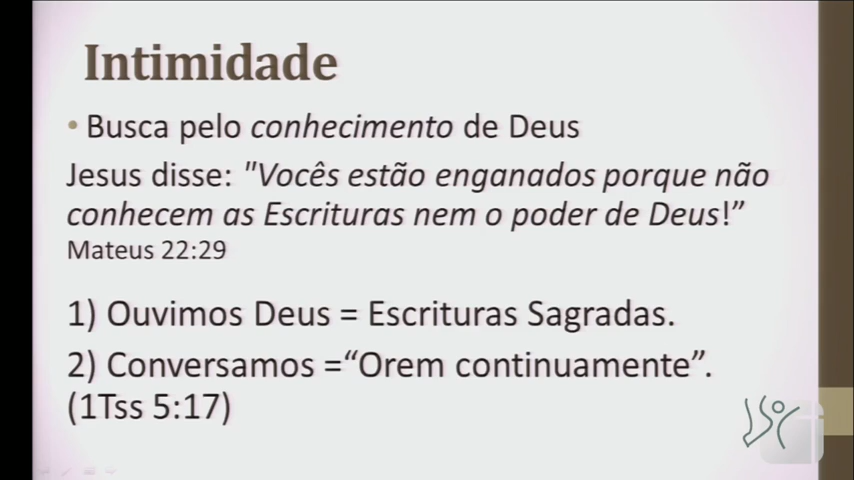 Intimidade
• Busca pelo conhecimento de Deus
Jesus disse: "Vocês estão enganados porque não
conhecem as Escrituras nem o poder de Deus!”
Mateus 22:29
1) Ouvimos Deus = Escrituras Sagradas.
2) Conversamos =“Orem continuamente”.
(1Tss 5:17)